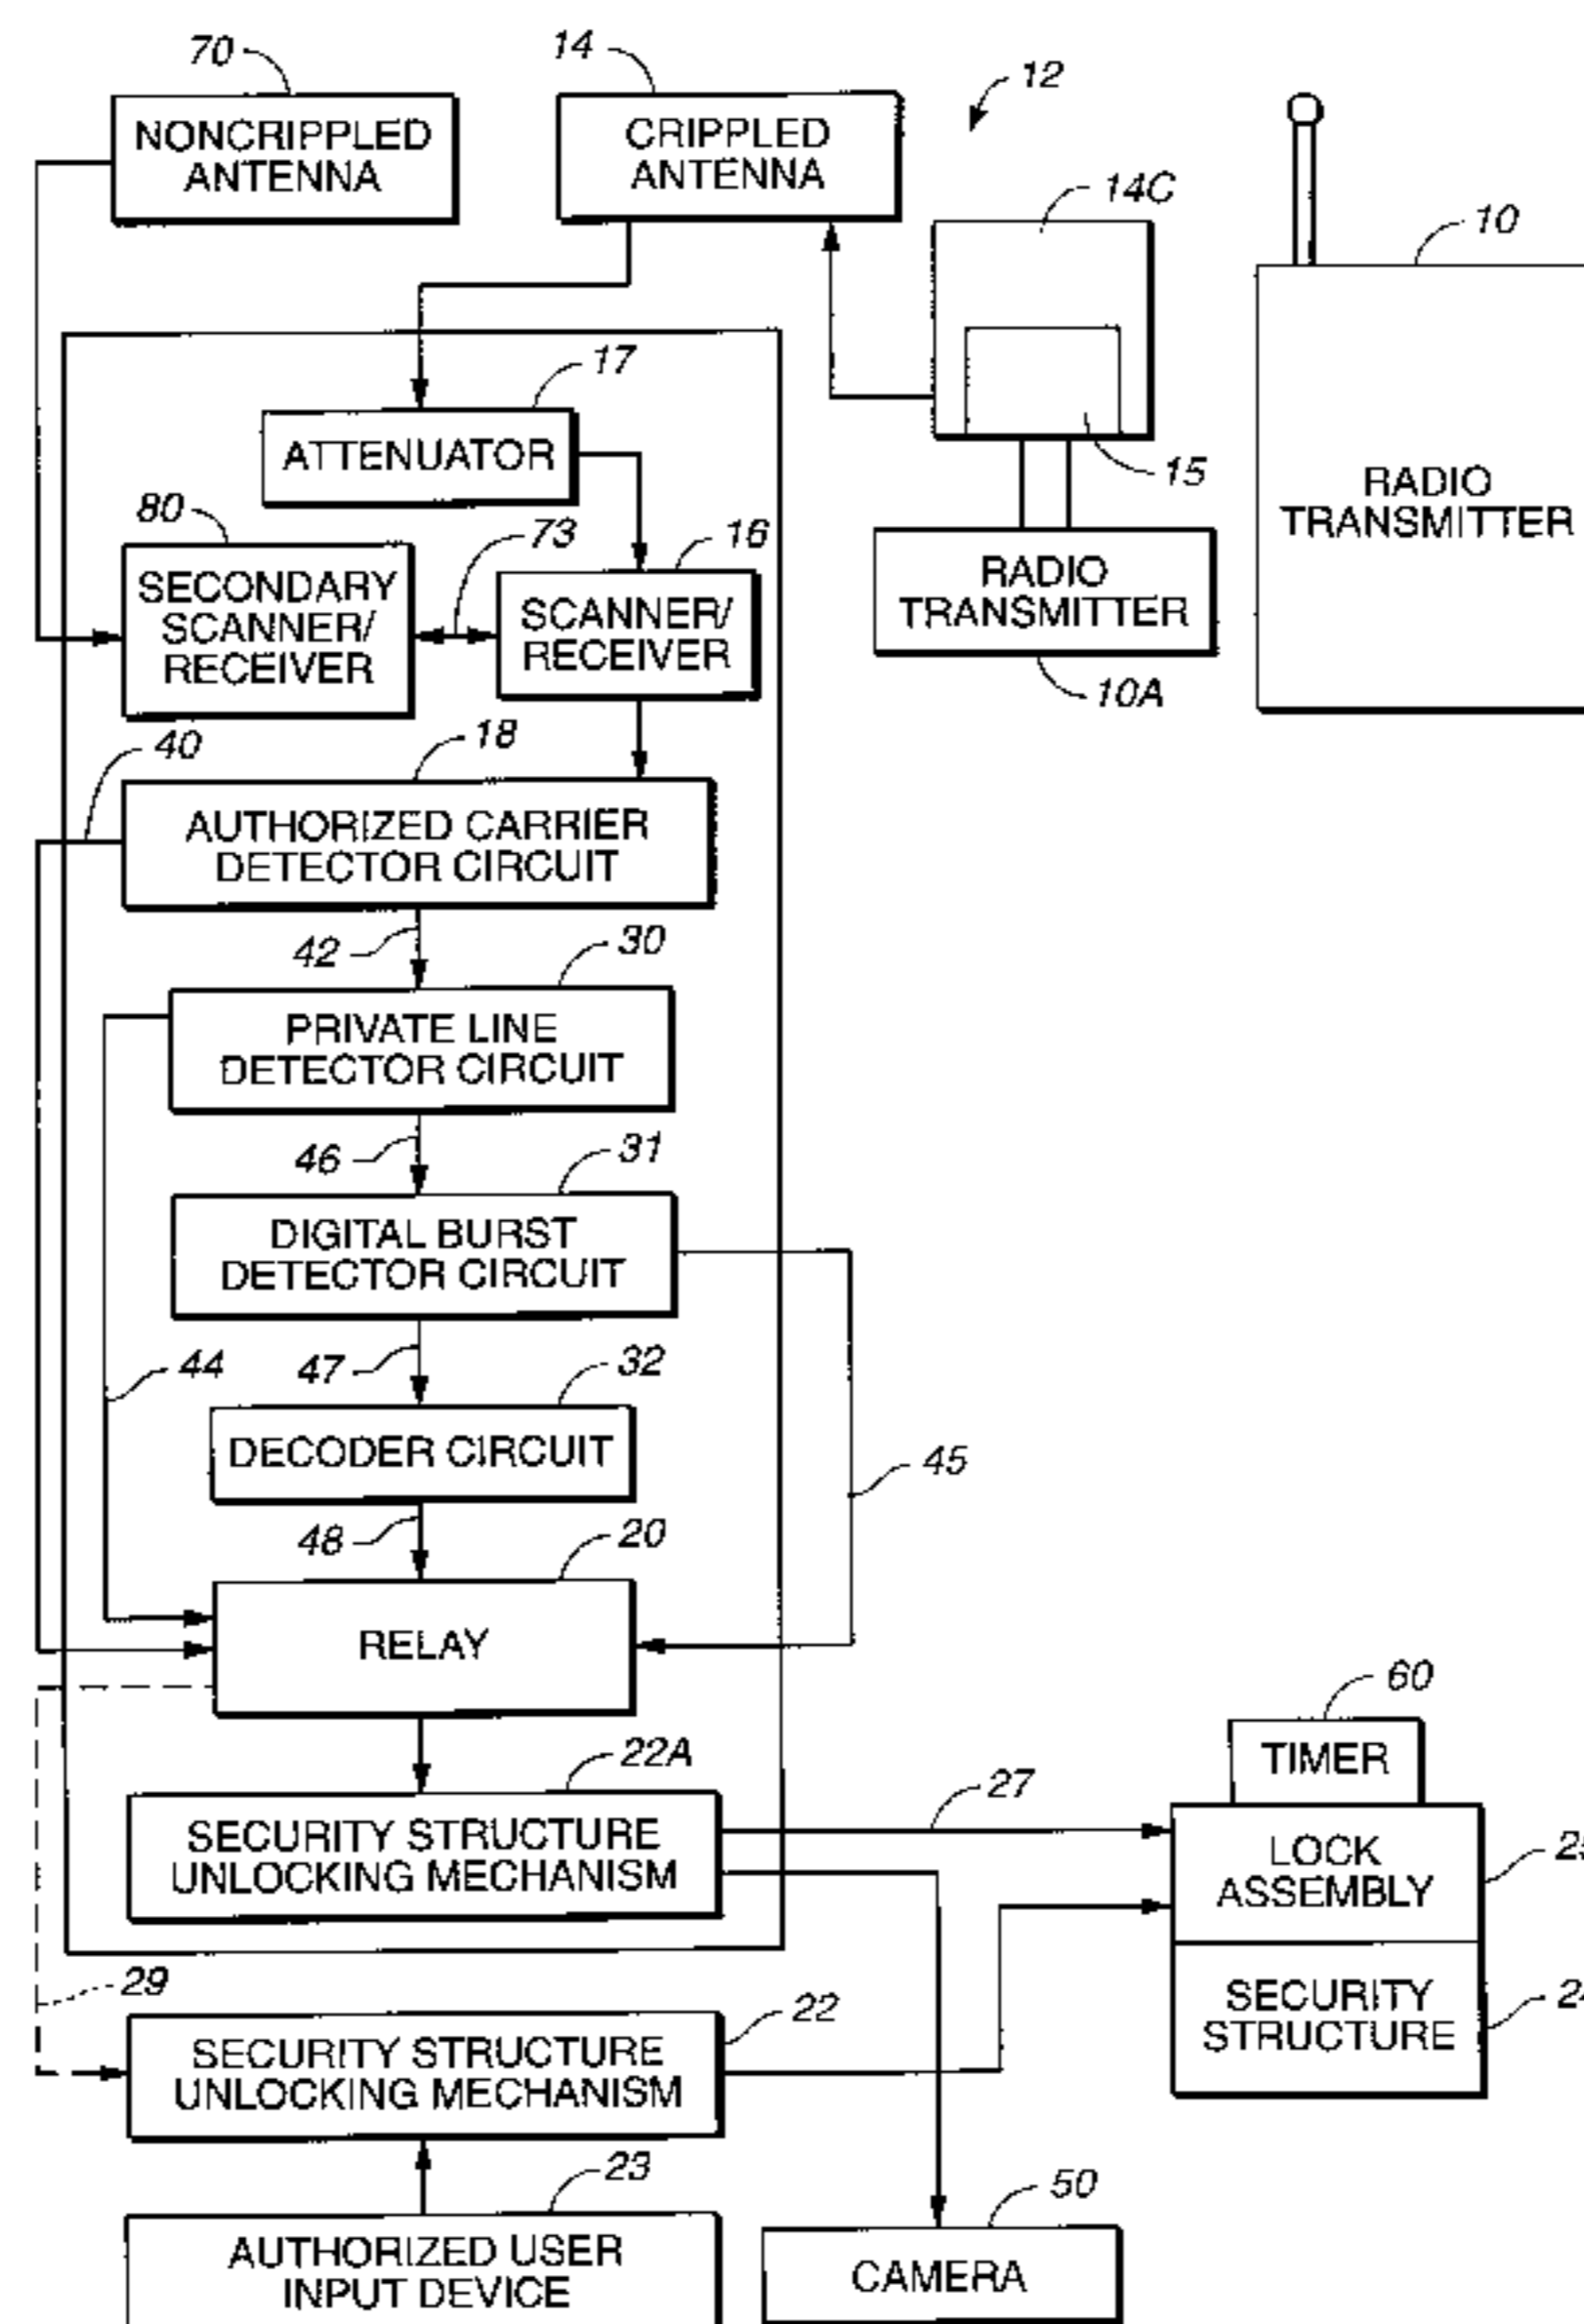 70
14
12
NONCRIPPLED
ANTENNA
CRIPPLED
ANTENNA
14C
10
17
ATTENUATOR
15
RADIO
TRANSMITTER
80
73
16
SECONDARY
SCANNER/
RECEIVER
SCANNER/
RECEIVER
RADIO
TRANSMITTER
10A
40
18
AUTHORIZED CARRIER
DETECTOR CIRCUIT
42
30
PRIVATE LINE
DETECTOR CIRCUIT
46
31
DIGITAL BURST
DETECTOR CIRCUIT
44
47
32
DECODER CIRCUIT
45
48
20
RELAY
60
TIMER
22A
27
SECURITY STRUCTURE
UNLOCKING MECHANISM
LOCK
ASSEMBLY
29
22
SECURITY
STRUCTURE
SECURITY STRUCTURE
UNLOCKING MECHANISM
23
50
AUTHORIZED USER
INPUT DEVICE
CAMERA